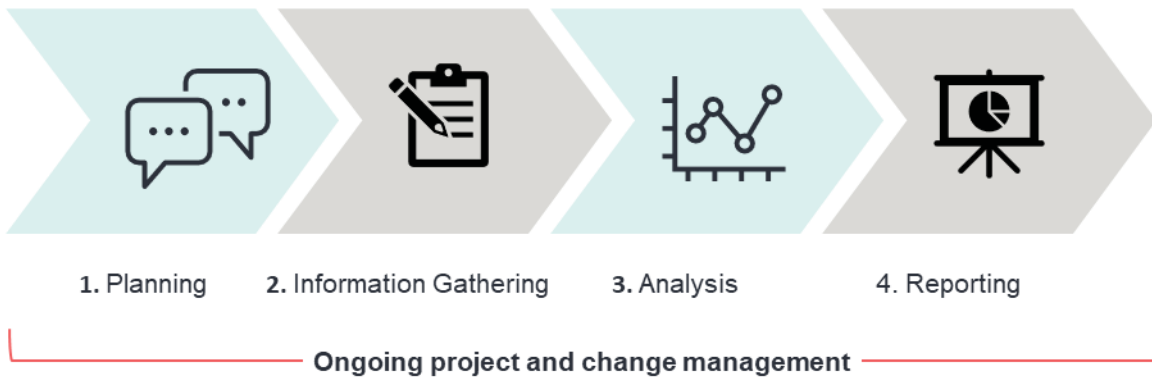 1. Planning
2. Information Gathering
3. Analysis
4. Reporting
Ongoing project and change management